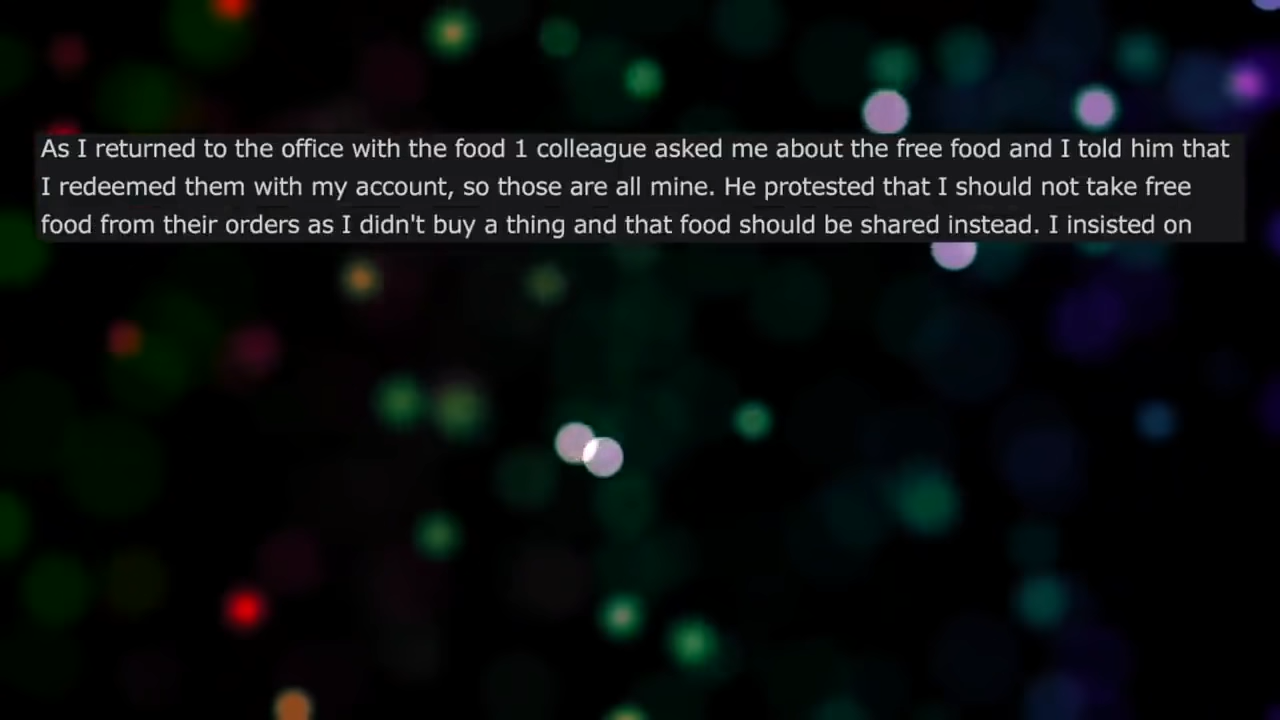 As I returned to the office with the food 1 colleague asked me about the free food and I told him that
I redeemed them with my account, so those are all mine. He protested that I should not take free
food from their orders as I didn't buy a thing and that food should be shared instead. I insisted on